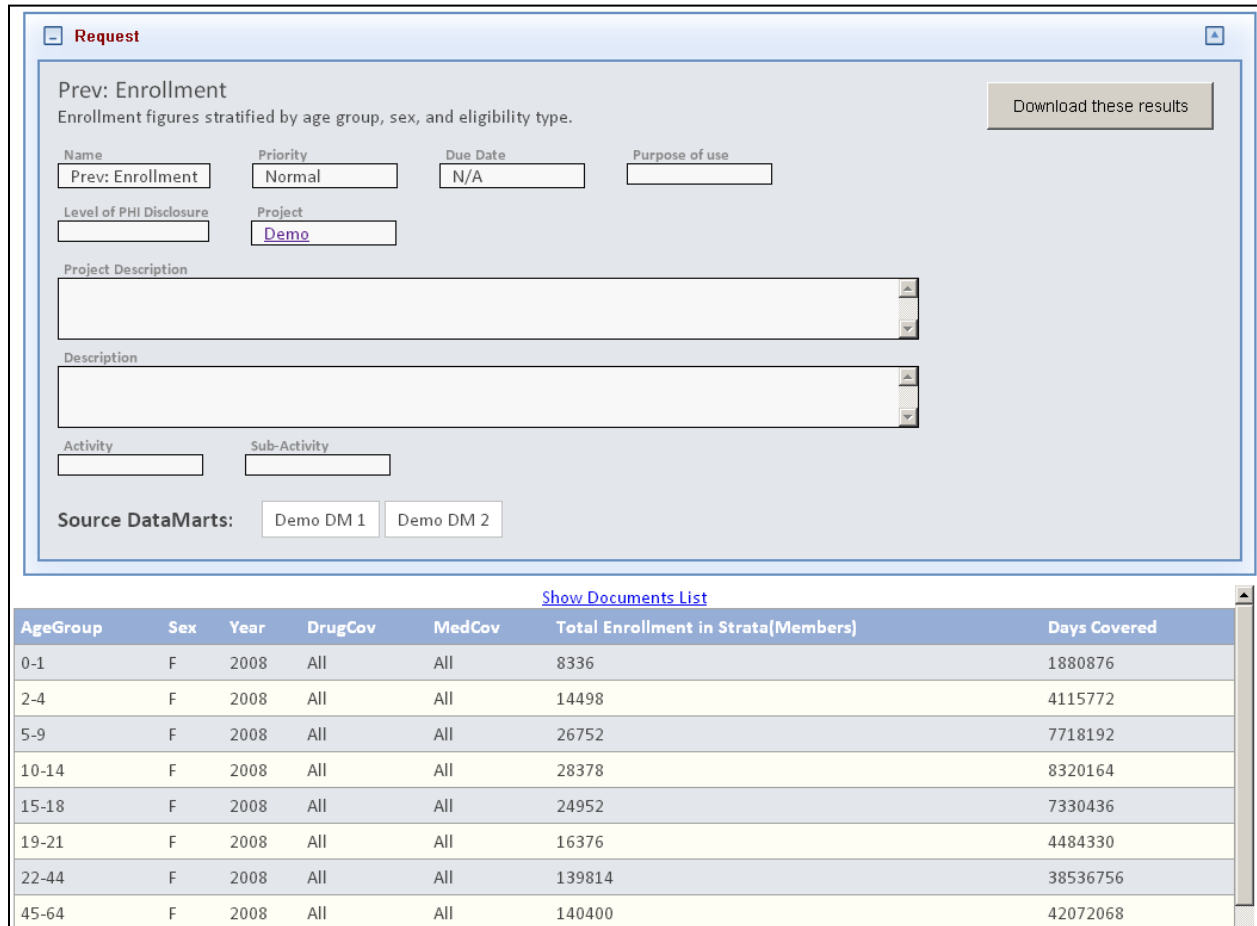 Request
Prev: Enrollment
Enrollment figures stratified by age group, sex, and eligibility type.
Download these results
Name Priority Due Date Purpose of use
Prev: Enrollment Normal N/A
Level of PHI Disclosure Project
Demo
Project Description
Description
Activity Sub-Activity
Source DataMarts: Demo DM 1 Demo DM 2
Show Documents List
AgeGroup Sex Year DrugCov MedCov Total Enrollment in Strata(Members) Days Covered
0-1 F 2008 All All 8336 1880876
2-4 F 2008 All All 14498 4115772
5-9 F 2008 All All 26752 7718192
10-14 F 2008 All All 28378 8320164
15-18 F 2008 All All 24952 7330436
19-21 F 2008 All All 16376 4484330
22-44 F 2008 All All 139814 38536756
45-64 F 2008 All All 140400 42072068